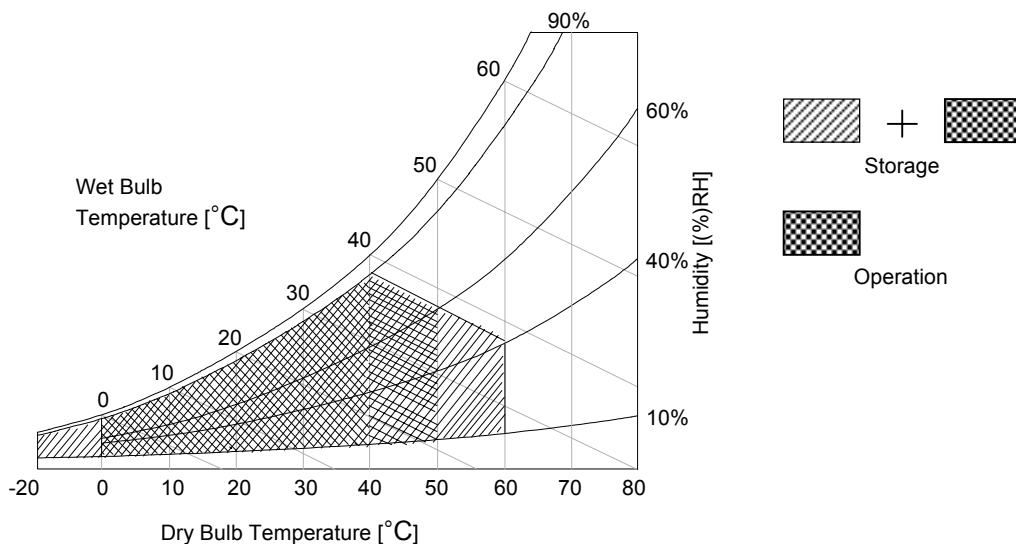 90%
60
60%
50
Wet Bulb
Temperature [°C]
Storage
40
40%
Humidity [(%)RH]
30
Operation
20
10
0
10%
-20 0 10 20 30 40 50 60 70 80
Dry Bulb Temperature [°C]